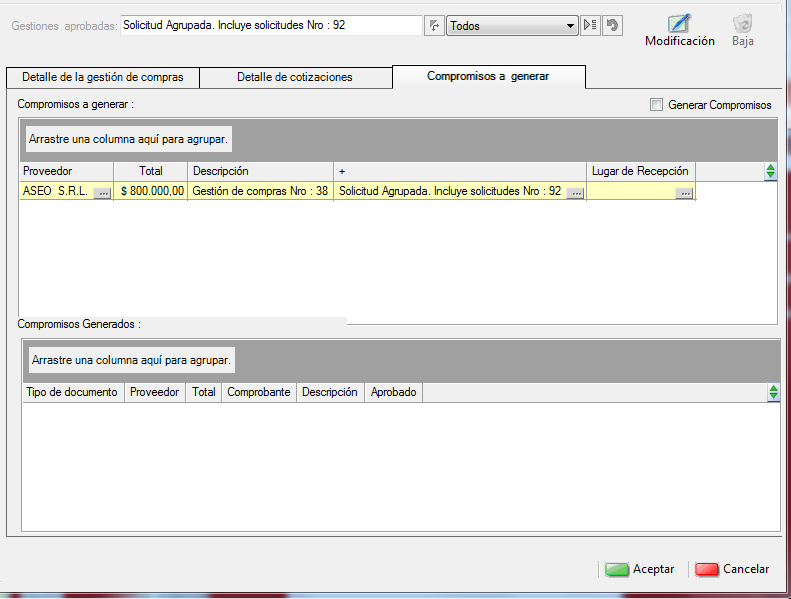 Gestiones aprobadas: Solicitud Agrupada. Incluye solicitudes Nro : 92 Todos
Modificación Baja
Detalle de la gestión de compras Detalle de cotizaciones Compromisos a generar
Compromisos a generar : Generar Compromisos
Arrastre una columna aquí para agrupar.
Proveedor Total Descripción + Lugar de Recepción
ASEO S.R.L. ... $ 800.000,00 Gestión de compras Nro : 38 Solicitud Agrupada. Incluye solicitudes Nro : 92 ... ...
Compromisos Generados :
Arrastre una columna aquí para agrupar.
Tipo de documento Proveedor Total Comprobante Descripción Aprobado
Aceptar Cancelar